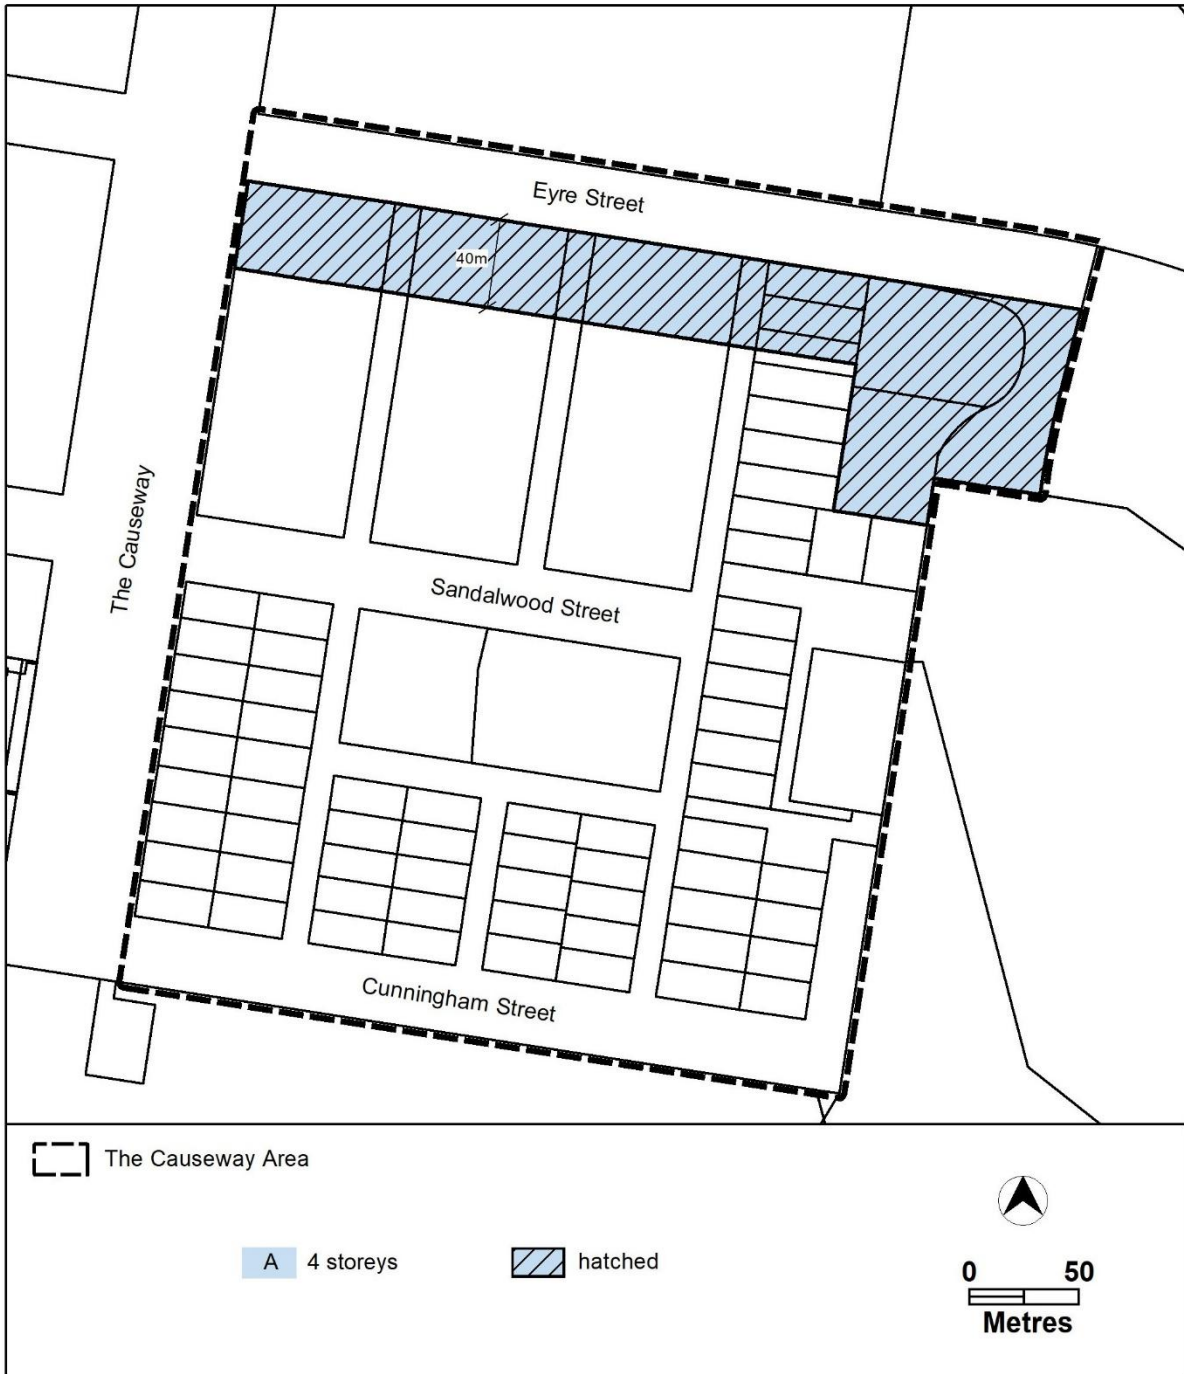 Eyre Street
40m
The Causeway
Sandalwood Street
Cunningham Street
The Causeway Area
A 4 storeys
hatched
0 50
Metres